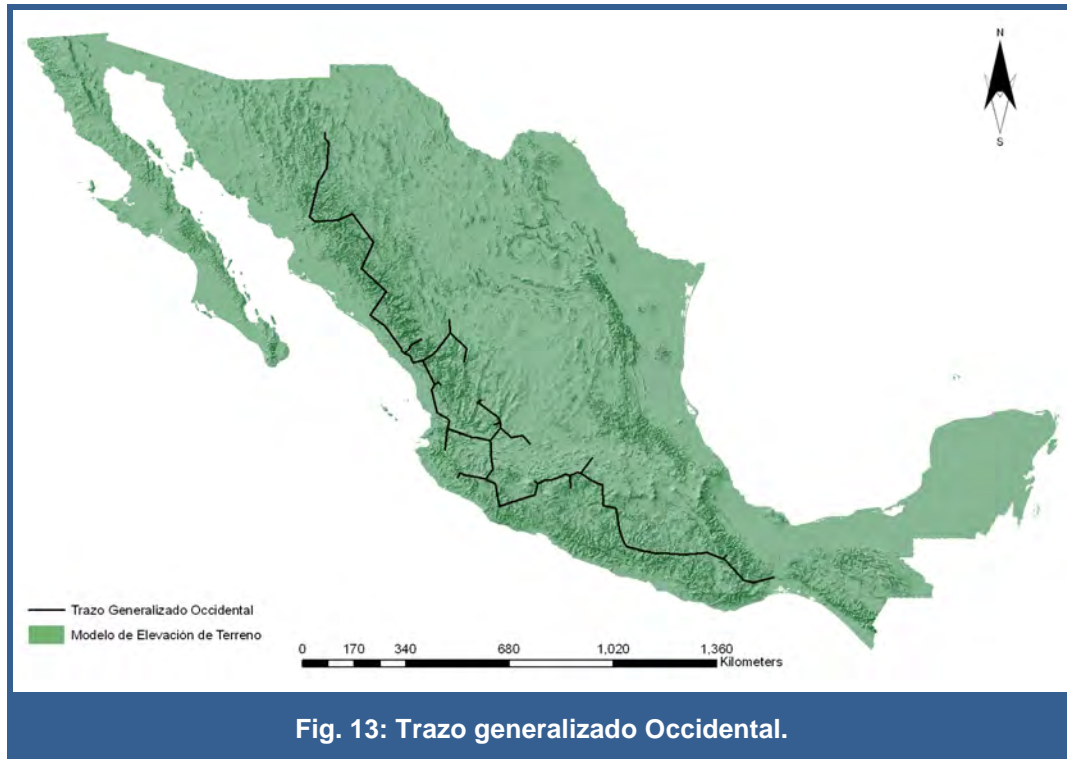 N
S
Trazo Generalizado Occidental
Modelo de Elevación de Terreno
0 170 340 680 1,020 1,360
Kilometers
Fig. 13: Trazo generalizado Occidental.